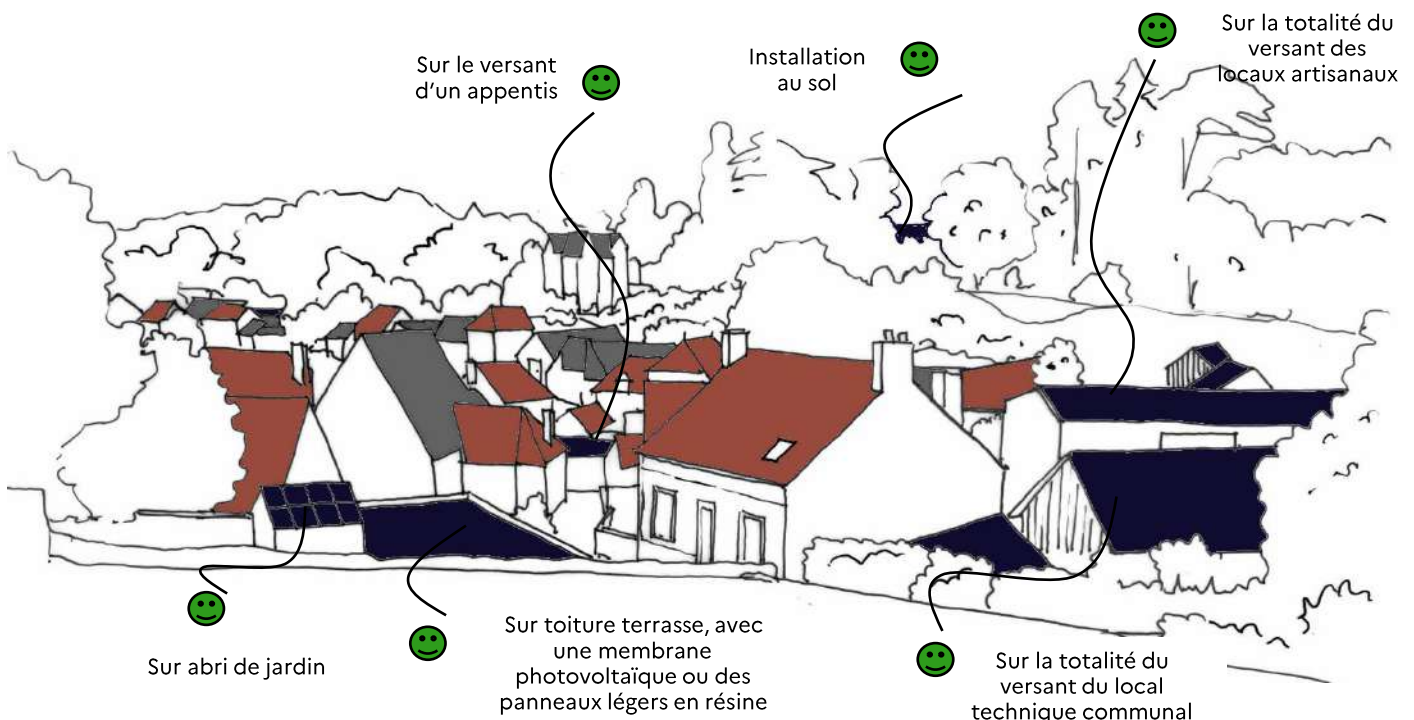 Sur le versant
d'un appentis
Installation
au sol
Sur la totalité du
versant des
locaux artisanaux
Sur abri de jardin
Sur toiture terrasse, avec
une membrane
photovoltaïque ou des
panneaux légers en résine
Sur la totalité du
versant du local
technique communal